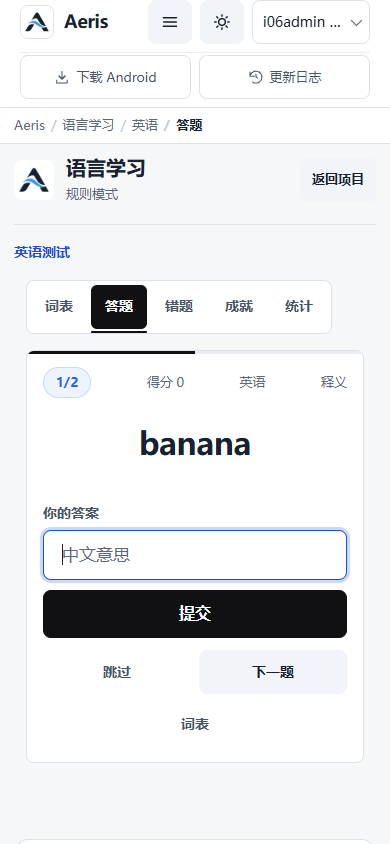 Aeris
i06admin ...
下载 Android
更新日志
Aeris / 语言学习 / 英语 / 答题
语言学习
规则模式
返回项目
英语测试
词表 答题 错题 成就 统计
1/2 得分 0 英语 释义
banana
你的答案
中文意思
提交
跳过 下一题
词表